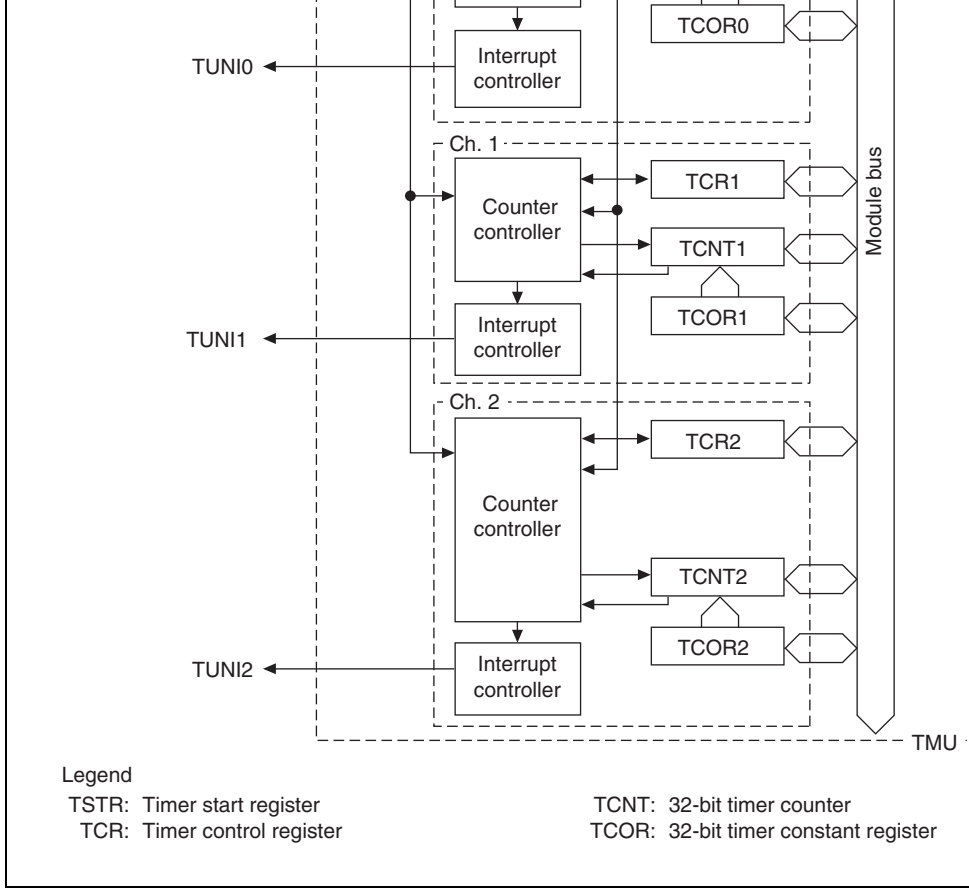 TCOR0
TUNI0
Interrupt
controller
Ch. 1
TCR1
Counter
controller
TCNT1
Module bus
TCOR1
TUNI1
Interrupt
controller
Ch. 2
TCR2
Counter
controller
TCNT2
TCOR2
TUNI2
Interrupt
controller
TMU
Legend
TSTR: Timer start register
TCR: Timer control register
TCNT: 32-bit timer counter
TCOR: 32-bit timer constant register